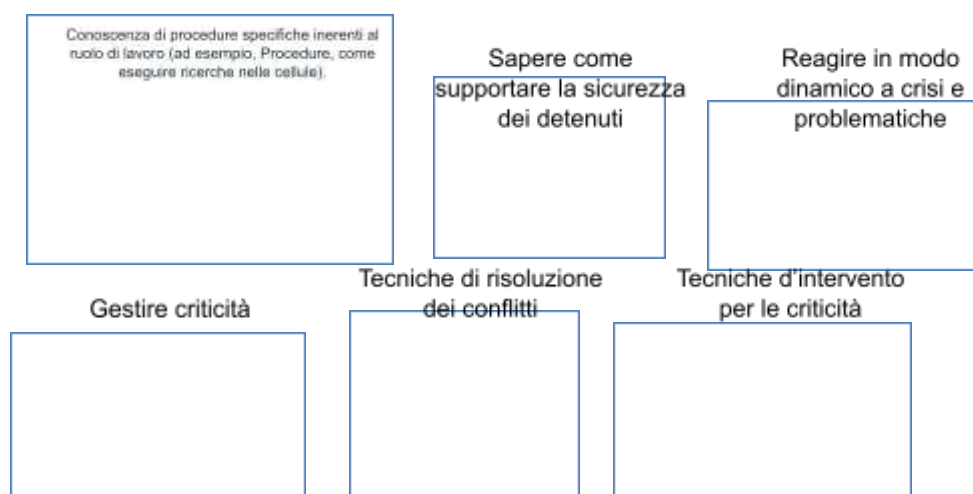 Conoscenza di procedure specifiche inerenti al
ruolo di lavoro (ad esempio, Procedure, come
eseguire ricerche nelle cellule).
Sapere come
supportare la sicurezza
dei detenuti
Reagire in modo
dinamico a crisi e
problematiche
Gestire criticità
Tecniche di risoluzione
dei conflitti
Tecniche d'intervento
per le criticità